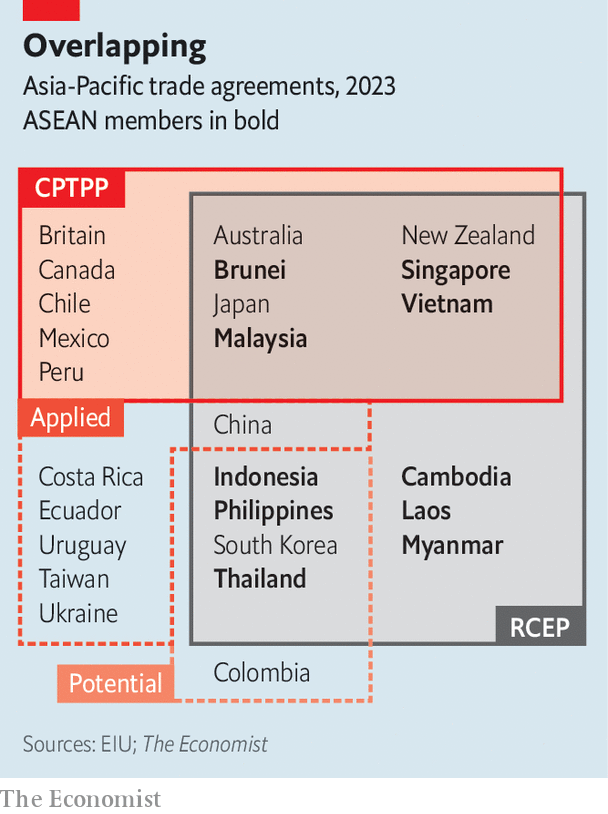 Overlapping
Asia-Pacific trade agreements, 2023
ASEAN members in bold
CPTPP
Britain
Canada
Chile
Mexico
Peru
Australia
Brunei
Japan
Malaysia
New Zealand
Singapore
Vietnam
Applied
China
Costa Rica
Ecuador
Uruguay
Taiwan
Ukraine
Indonesia
Philippines
South Korea
Thailand
Cambodia
Laos
Myanmar
RCEP
Potential
Colombia
Sources: EIU; The Economist
The Economist